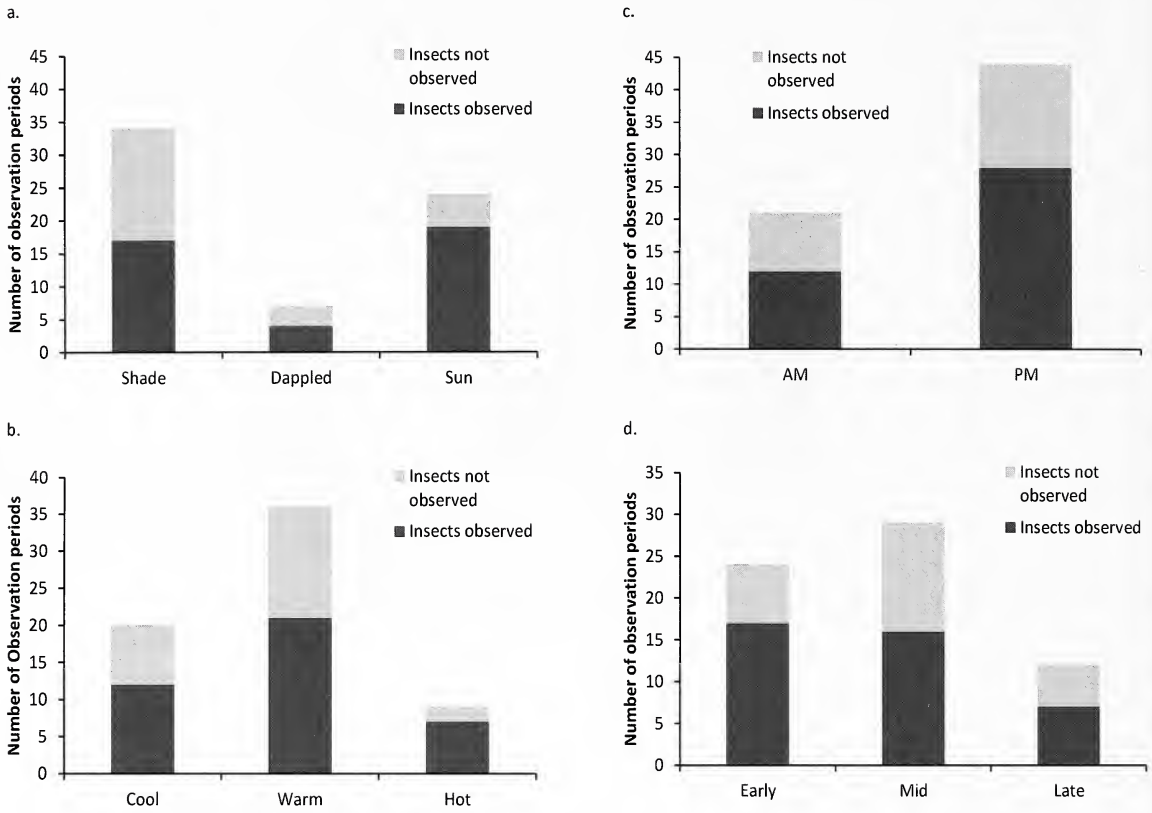 a.
Number of observation periods
45
40
35
30
25
20
15
10
5
0
Insects not
observed
Insects observed
Shade
Dappled
Sun
c.
Number of observation periods
45
40
35
30
25
20
15
10
5
0
Insects not
observed
Insects observed
AM
PM
b.
Number of Observation periods
40
35
30
25
20
15
10
5
0
Insects not
observed
Insects observed
Cool
Warm
Hot
d.
Number of observation periods
35
30
25
20
15
10
5
0
Insects not
observed
Insects observed
Early
Mid
Late